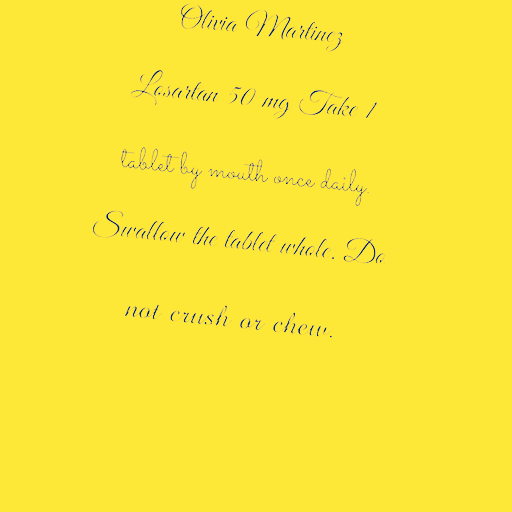 Olivia Martinez
Losartan 50 mg Take 1
tablet by mouth once daily.
Swallow the tablet whole. Do
not crush or chew.